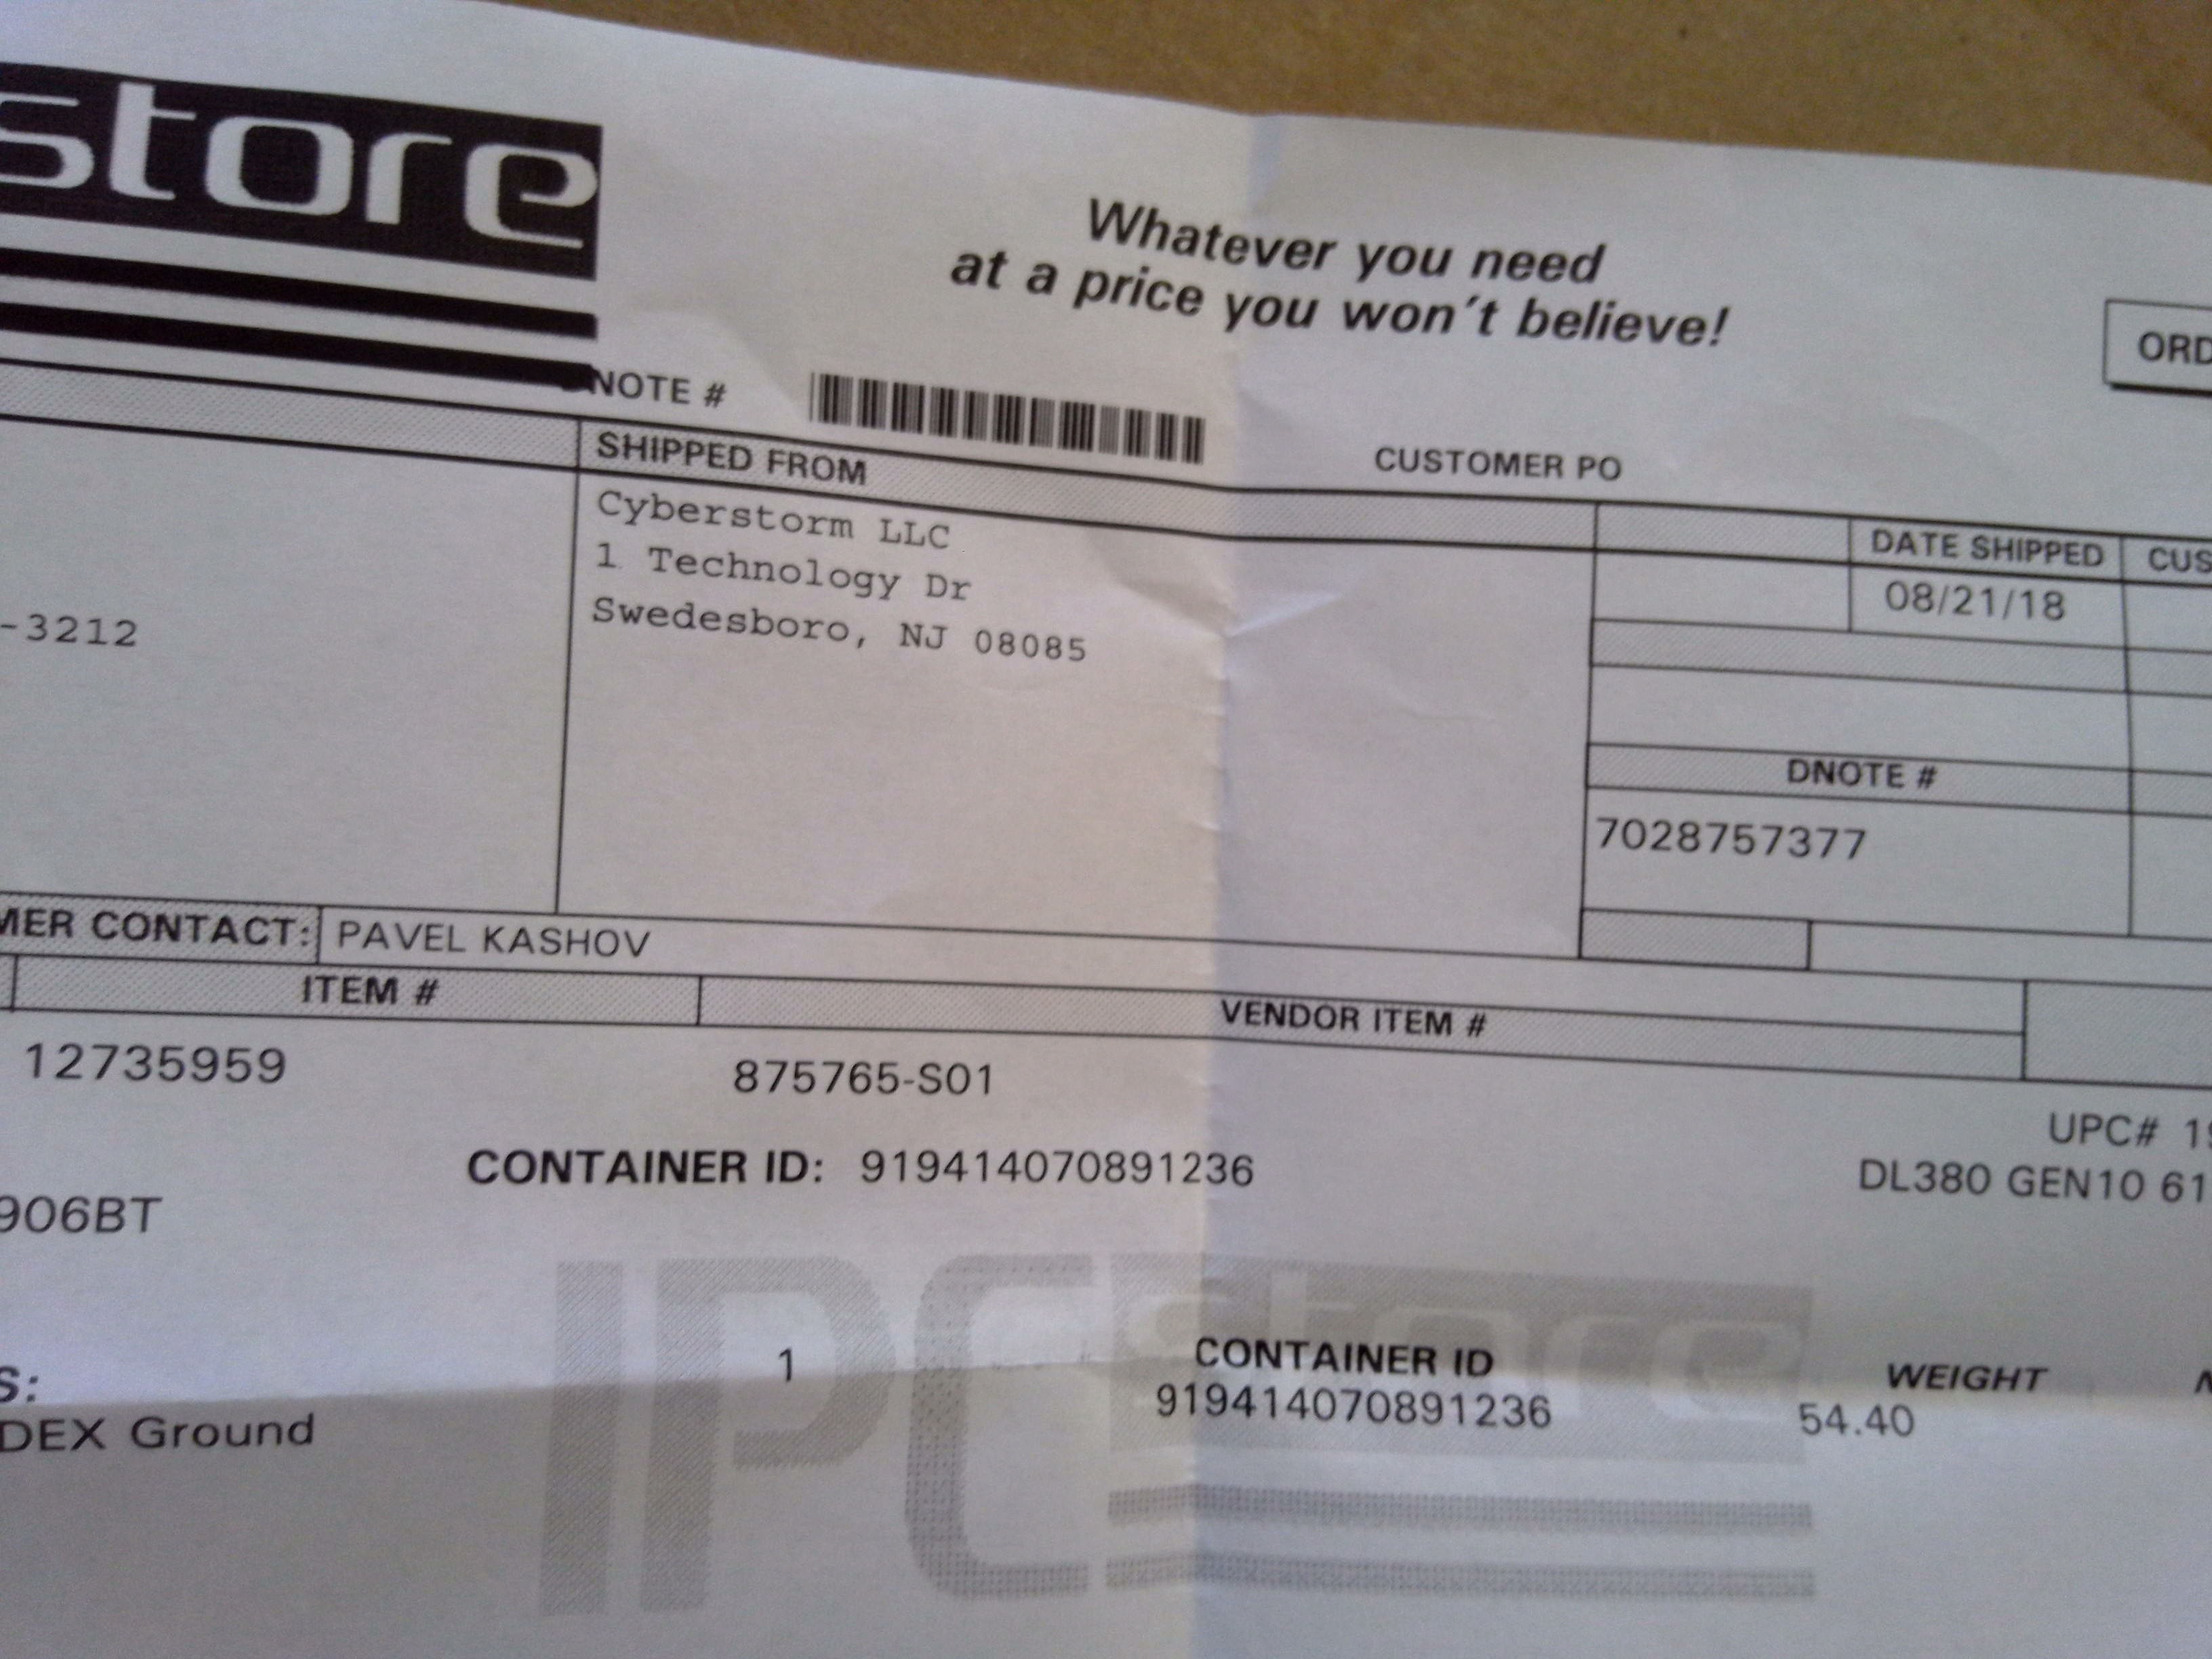 store
Whatever you need
at a price you won't believe!
ORD
NOTE #
CUSTOMER PO
SHIPPED FROM
DATE SHIPPED
CUS
Cyberstorm LLC
1 Technology Dr
Swedesboro, NJ 08085
08/21/18
-3212
DNOTE #
7028757377
MER CONTACT: PAVEL KASHOV
ITEM #
VENDOR ITEM #
12735959
875765-S01
UPC# 19
CONTAINER ID: 919414070891236
DL380 GEN10 61
906BT
IPCstore
S:
1
CONTAINER ID
WEIGHT
N
DEX Ground
919414070891236
54.40